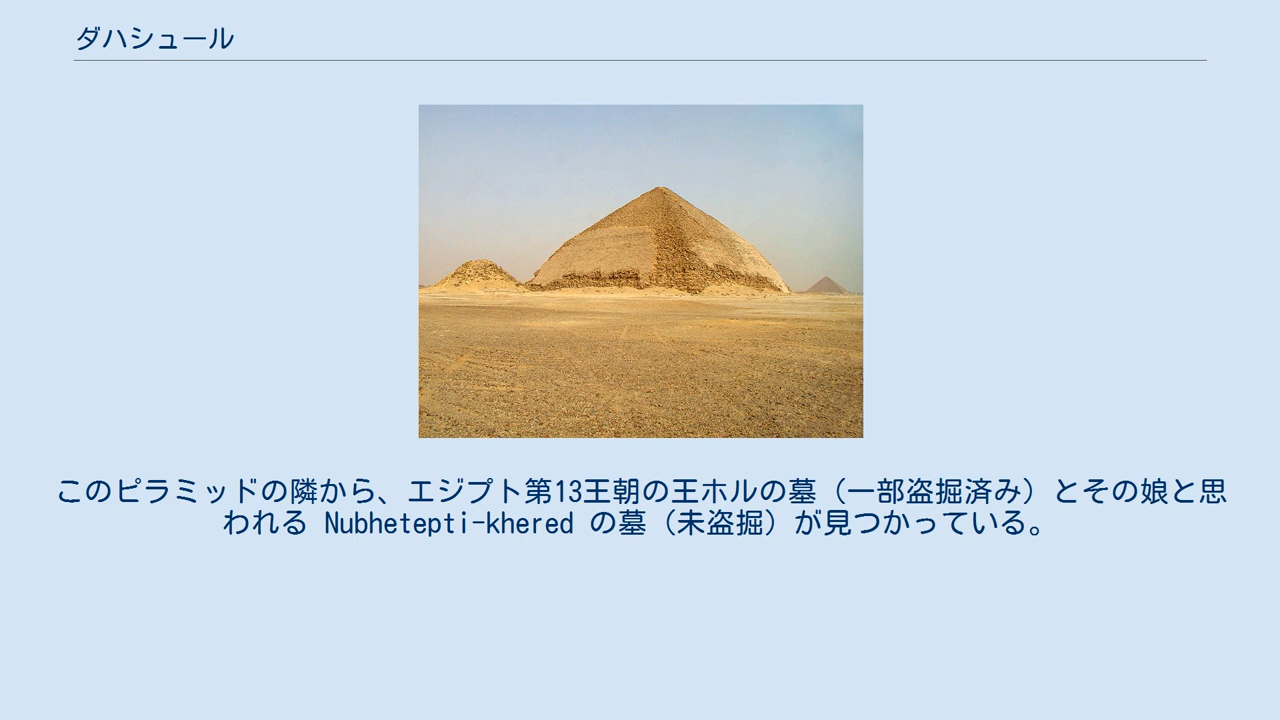 ダハシュール
このピラミッドの隣から、エジプト第13王朝の王ホルの墓（一部盗掘済み）とその娘と思
われる Nubhetepti-khered の墓（未盗掘）が見つかっている。